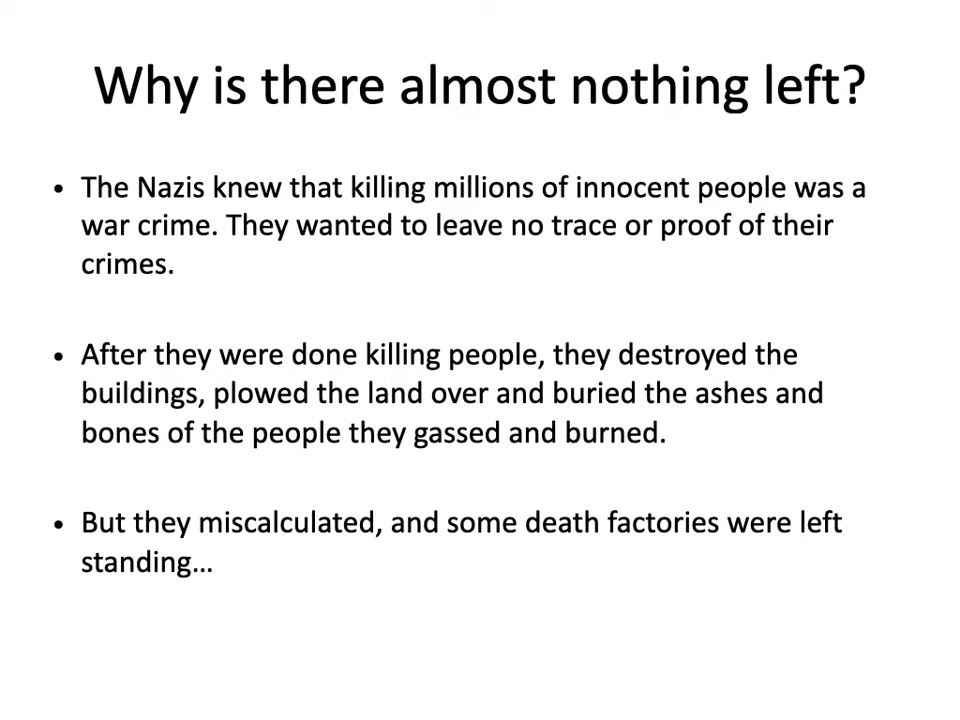 Why is there almost nothing left?
• The Nazis knew that killing millions of innocent people was a
war crime. They wanted to leave no trace or proof of their
crimes.
• After they were done killing people, they destroyed the
buildings, plowed the land over and buried the ashes and
bones of the people they gassed and burned.
• But they miscalculated, and some death factories were left
standing…